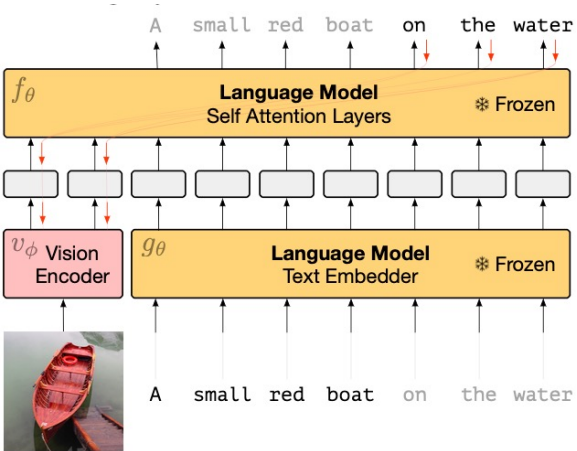 A small red boat on the water
fθ
Language Model
Self Attention Layers
Frozen
vϕ Vision
Encoder
gθ
Language Model
Text Embedder
Frozen
A small red boat on the water